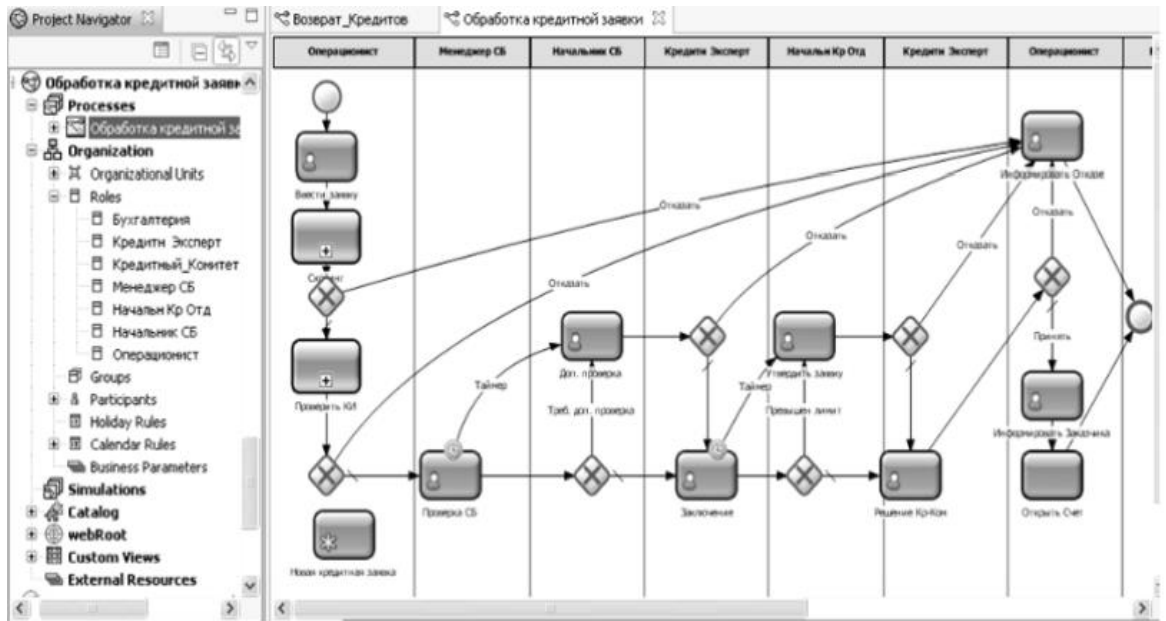 Project Navigator
Обработка кредитной заявк
Processes
Обработка кредитной за
Organization
Organizational Units
Roles
Бухгалтерия
Кредитн Эксперт
Кредитный_Комитет
Менеджер СБ
Начальн Кр Отд
Начальник СБ
Операционист
Groups
Participants
Holiday Rules
Calendar Rules
Business Parameters
Simulations
Catalog
webRoot
Custom Views
External Resources
Возврат_Кредитов
Обработка кредитной заявки
Операционист
Менеджер СБ
Начальник СБ
Кредитн Эксперт
Начальн Кр Отд
Кредитн Эксперт
Операционист
Ввести заявку
Скоринг
Проверить КИ
Новая кредитная заявка
Отказать
Отказать
Отказать
Отказать
Отказать
Информировать Отказе
Таймер
Проверка СБ
Доп. проверка
Треб. доп. проверка
Таймер
Заключение
Утвердить заявку
Превышен лимит
Решение Кр-Ком
Принять
Информировать Заказчика
Открыть Счет